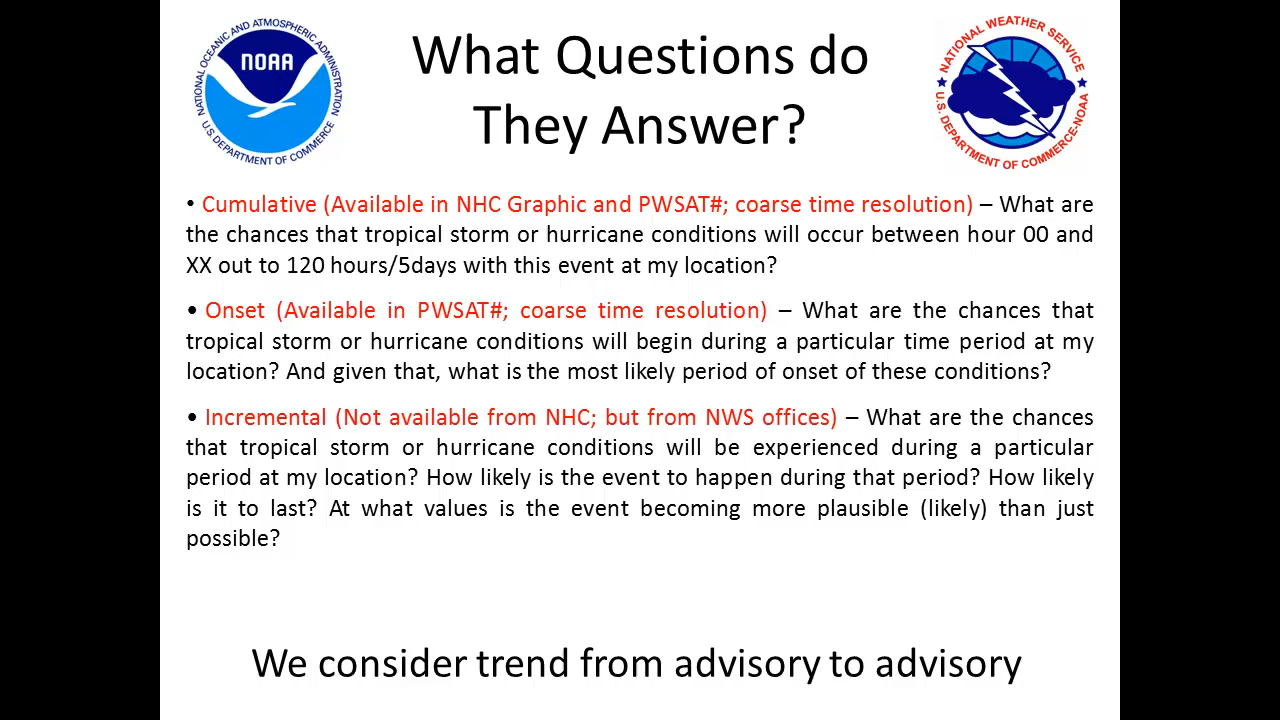 NATIONAL OCEANIC AND ATMOSPHERIC ADMINISTRATION
NOAA
U.S. DEPARTMENT OF COMMERCE
What Questions do
They Answer?
NATIONAL WEATHER SERVICE
U.S. DEPARTMENT OF COMMERCE-NOAA
• Cumulative (Available in NHC Graphic and PWSAT#; coarse time resolution) – What are
the chances that tropical storm or hurricane conditions will occur between hour 00 and
XX out to 120 hours/5days with this event at my location?
• Onset (Available in PWSAT#; coarse time resolution) – What are the chances that
tropical storm or hurricane conditions will begin during a particular time period at my
location? And given that, what is the most likely period of onset of these conditions?
• Incremental (Not available from NHC; but from NWS offices) – What are the chances
that tropical storm or hurricane conditions will be experienced during a particular
period at my location? How likely is the event to happen during that period? How likely
is it to last? At what values is the event becoming more plausible (likely) than just
possible?
We consider trend from advisory to advisory